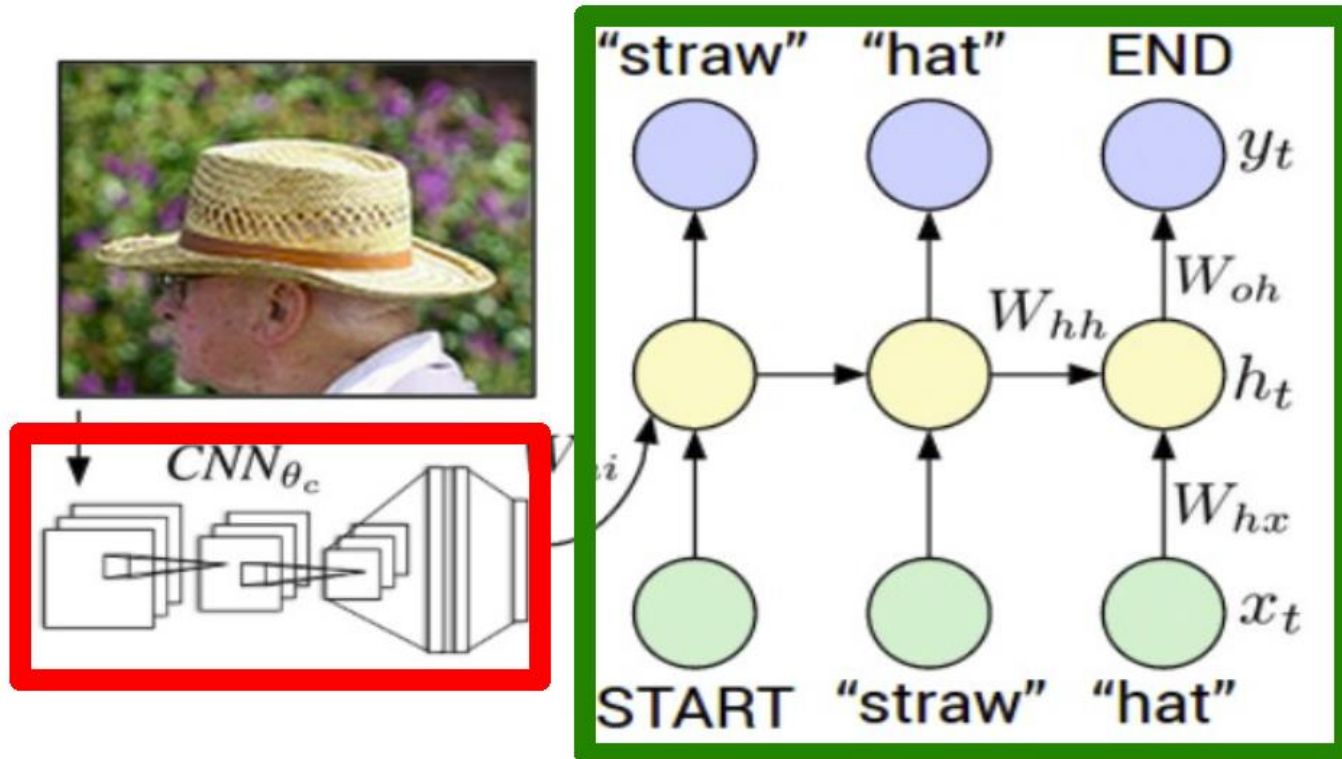 “straw” “hat” END
y_t
W_oh
W_hh
h_t
CNN_θc
W_hx
x_t
START “straw” “hat”